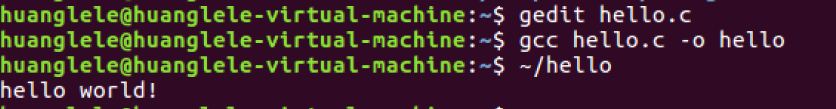 huanglele@huanglele-virtual-machine:~$ gedit hello.c
huanglele@huanglele-virtual-machine:~$ gcc hello.c -o hello
huanglele@huanglele-virtual-machine:~$ ~/hello
hello world!